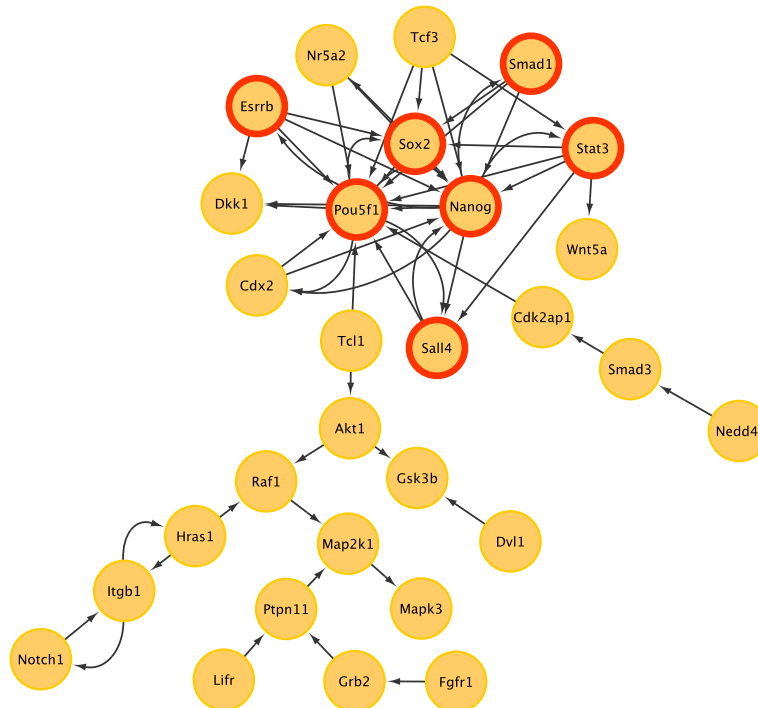 Tcf3
Nr5a2
Smad1
Esrrb
Sox2
Stat3
Dkk1
Pou5f1
Nanog
Wnt5a
Cdx2
Cdk2ap1
Tcl1
Sall4
Smad3
Akt1
Nedd4
Raf1
Gsk3b
Hras1
Map2k1
Dvl1
Itgb1
Ptpn11
Mapk3
Notch1
Lifr
Grb2
Fgfr1